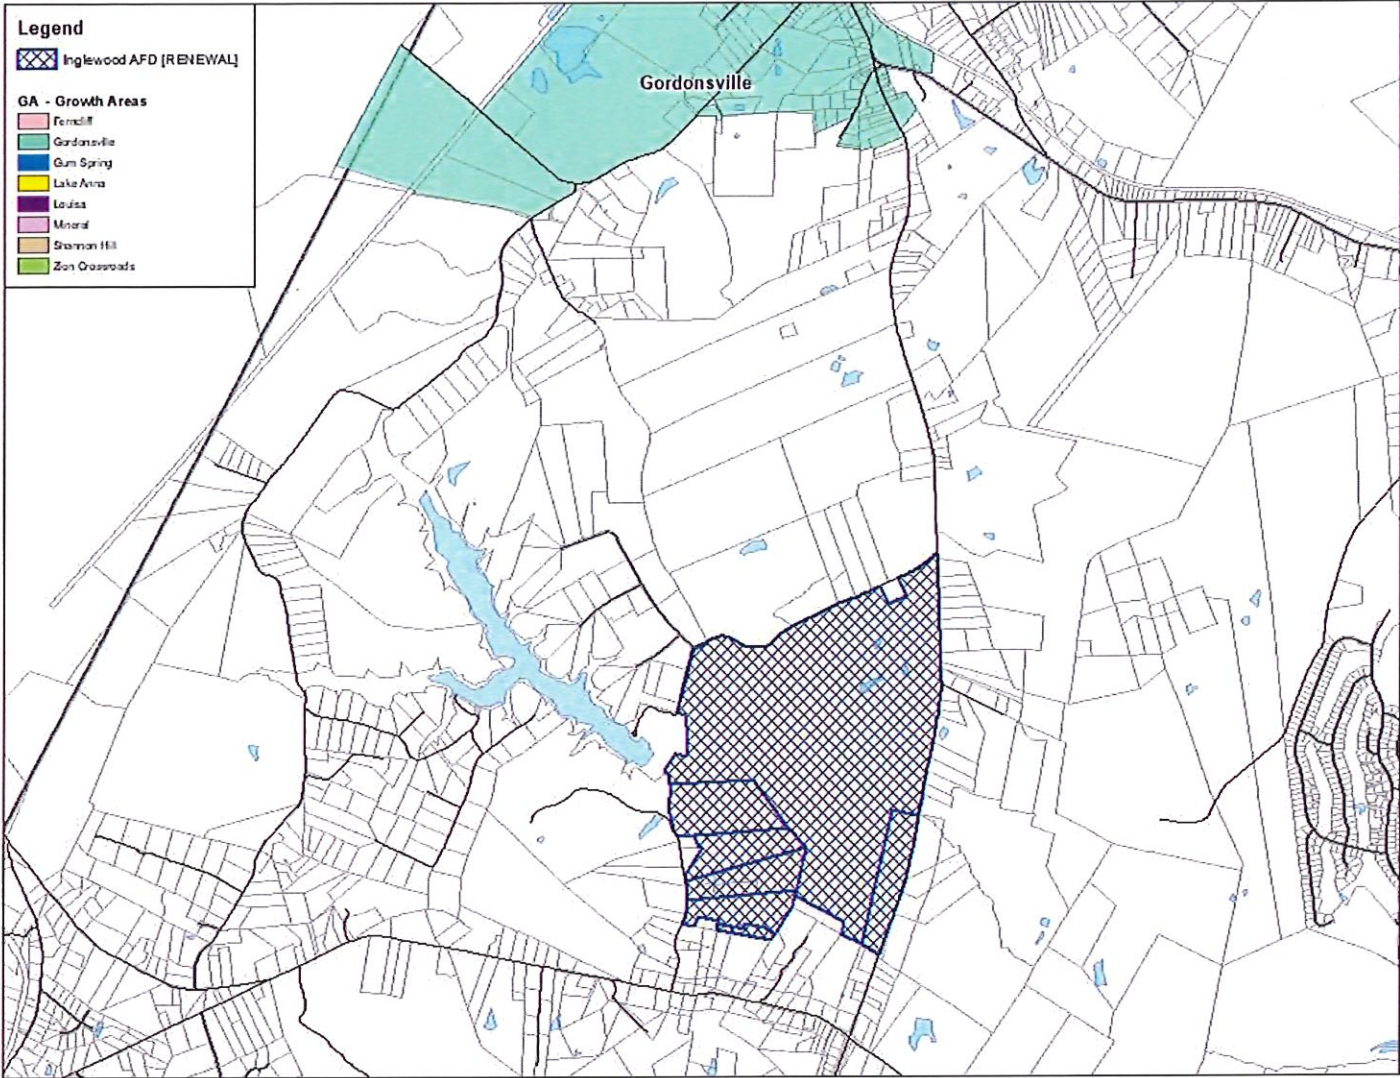 Legend
Inglewood AFD [RENEWAL]
GA - Growth Areas
Ferncliff
Gordonsville
Gum Spring
Lake Anna
Louisa
Mineral
Shannon Hill
Zion Crossroads
Gordonsville